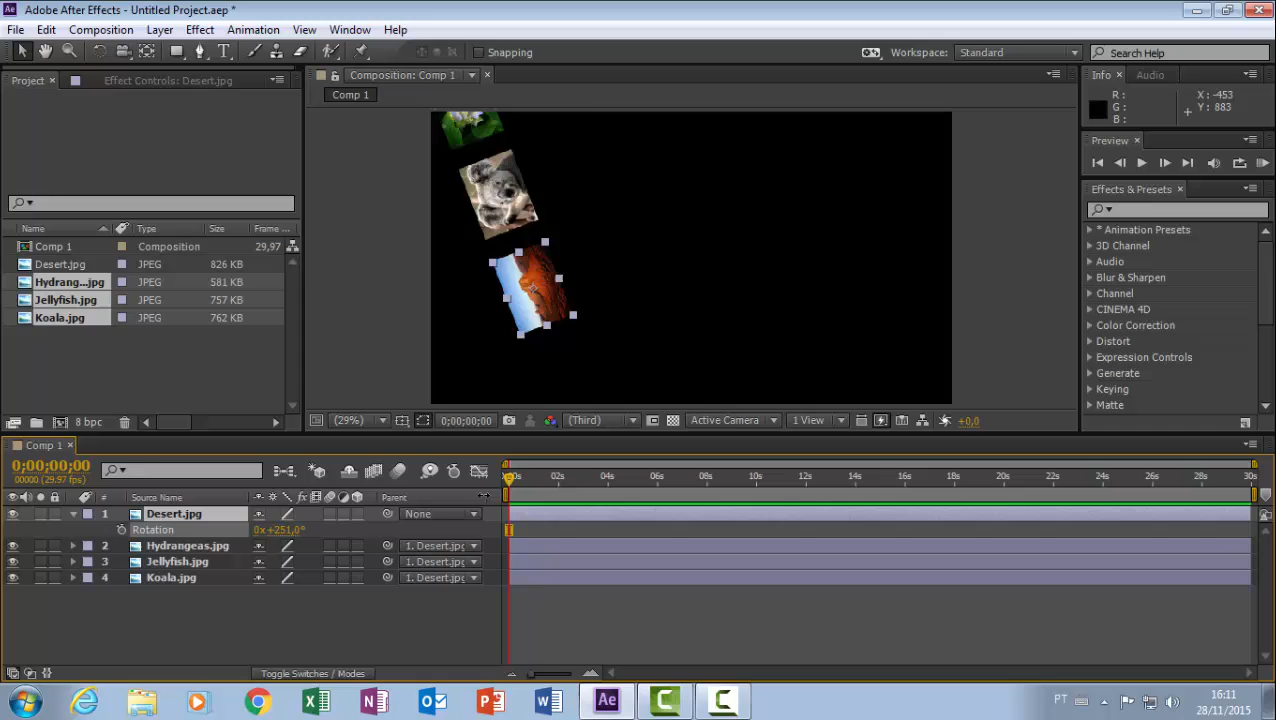 Adobe After Effects - Untitled Project.aep *
File Edit Composition Layer Effect Animation View Window Help
Snapping
Workspace: Standard
Search Help
Project Effect Controls: Desert.jpg
Composition: Comp 1
Comp 1
Info Audio
R :
G :
B :
X : -453
Y : 883
Preview
Effects & Presets
* Animation Presets
3D Channel
Audio
Blur & Sharpen
Channel
CINEMA 4D
Color Correction
Distort
Expression Controls
Generate
Keying
Matte
Name Type Size Frame ...
Comp 1 Composition 29,97
Desert.jpg JPEG 826 KB
Hydrang...jpg JPEG 581 KB
Jellyfish.jpg JPEG 757 KB
Koala.jpg JPEG 762 KB
8 bpc
(29%) 0;00;00;00 (Third) Active Camera 1 View +0,0
Comp 1
0;00;00;00
00000 (29.97 fps)
02s 04s 06s 08s 10s 12s 14s 16s 18s 20s 22s 24s 26s 28s 30s
# Source Name fx Parent
1 Desert.jpg None
Rotation 0x+251,0°
2 Hydrangeas.jpg 1. Desert.jpg
3 Jellyfish.jpg 1. Desert.jpg
4 Koala.jpg 1. Desert.jpg
Toggle Switches / Modes
PT
16:11
28/11/2015